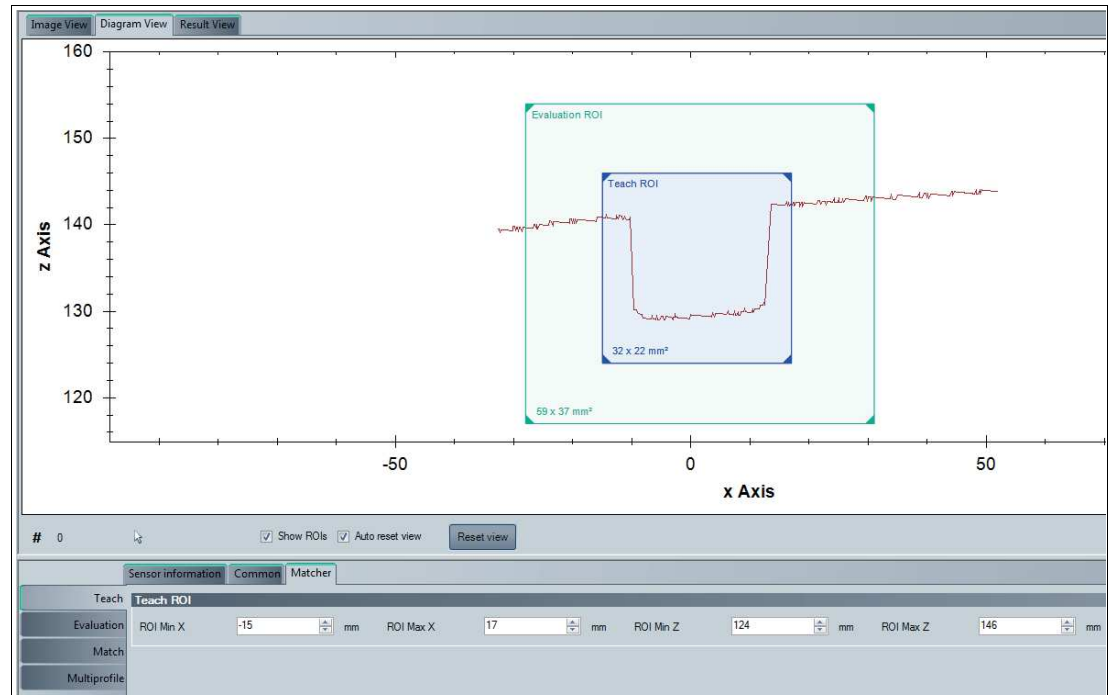 Image View Diagram View Result View
160
150
140
130
120
z Axis
Evaluation ROI
Teach ROI
32 x 22 mm²
59 x 37 mm²
-50 0 50
x Axis
# 0 Show ROIs Auto reset view Reset view
Sensor information Common Matcher
Teach Teach ROI
Evaluation ROI Min X -15 mm ROI Max X 17 mm ROI Min Z 124 mm ROI Max Z 146 mm
Match
Multiprofile